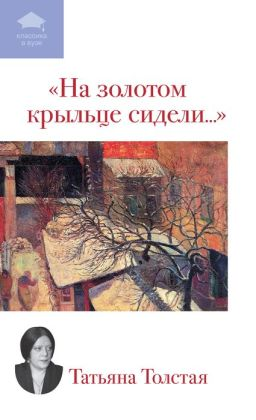 классика
в вузе
«На золотом
крыльце сидели...»
Татьяна Толстая